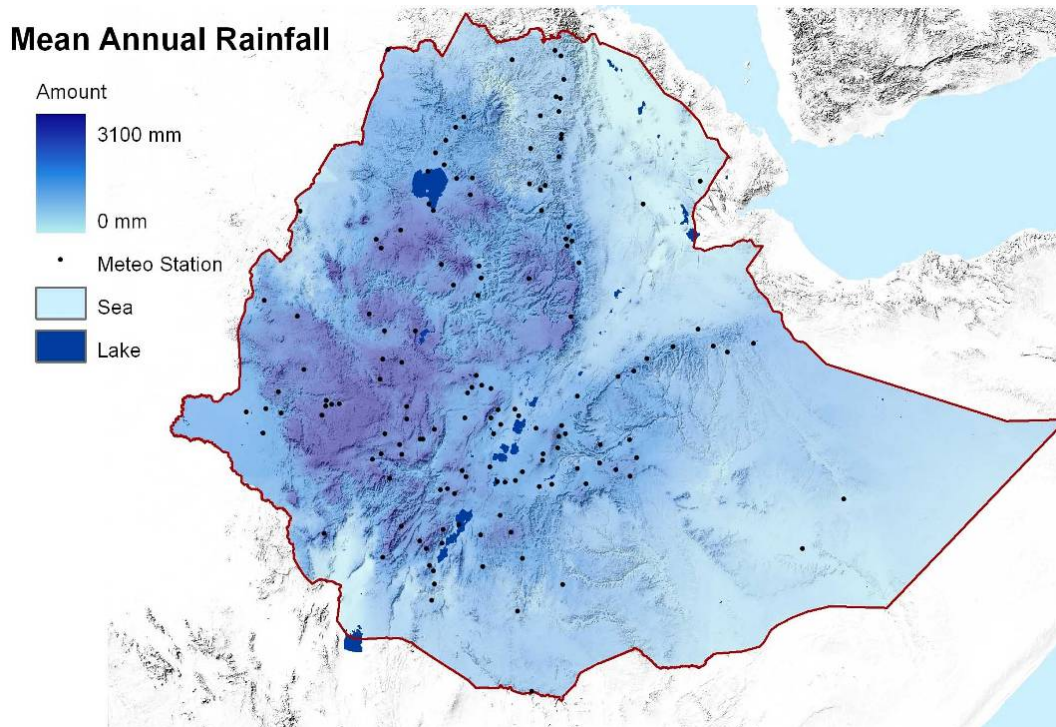 Mean Annual Rainfall
Amount
3100 mm
0 mm
Meteo Station
Sea
Lake